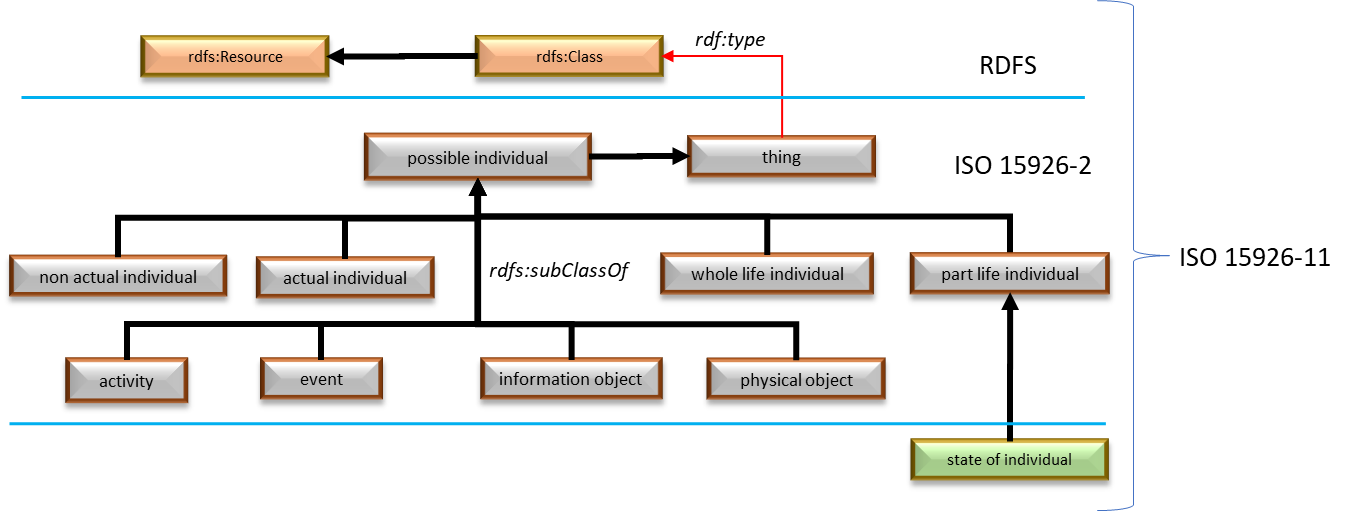 rdf:type
rdfs:Resource
rdfs:Class
RDFS
possible individual
thing
ISO 15926-2
ISO 15926-11
non actual individual
actual individual
rdfs:subClassOf
whole life individual
part life individual
activity
event
information object
physical object
state of individual